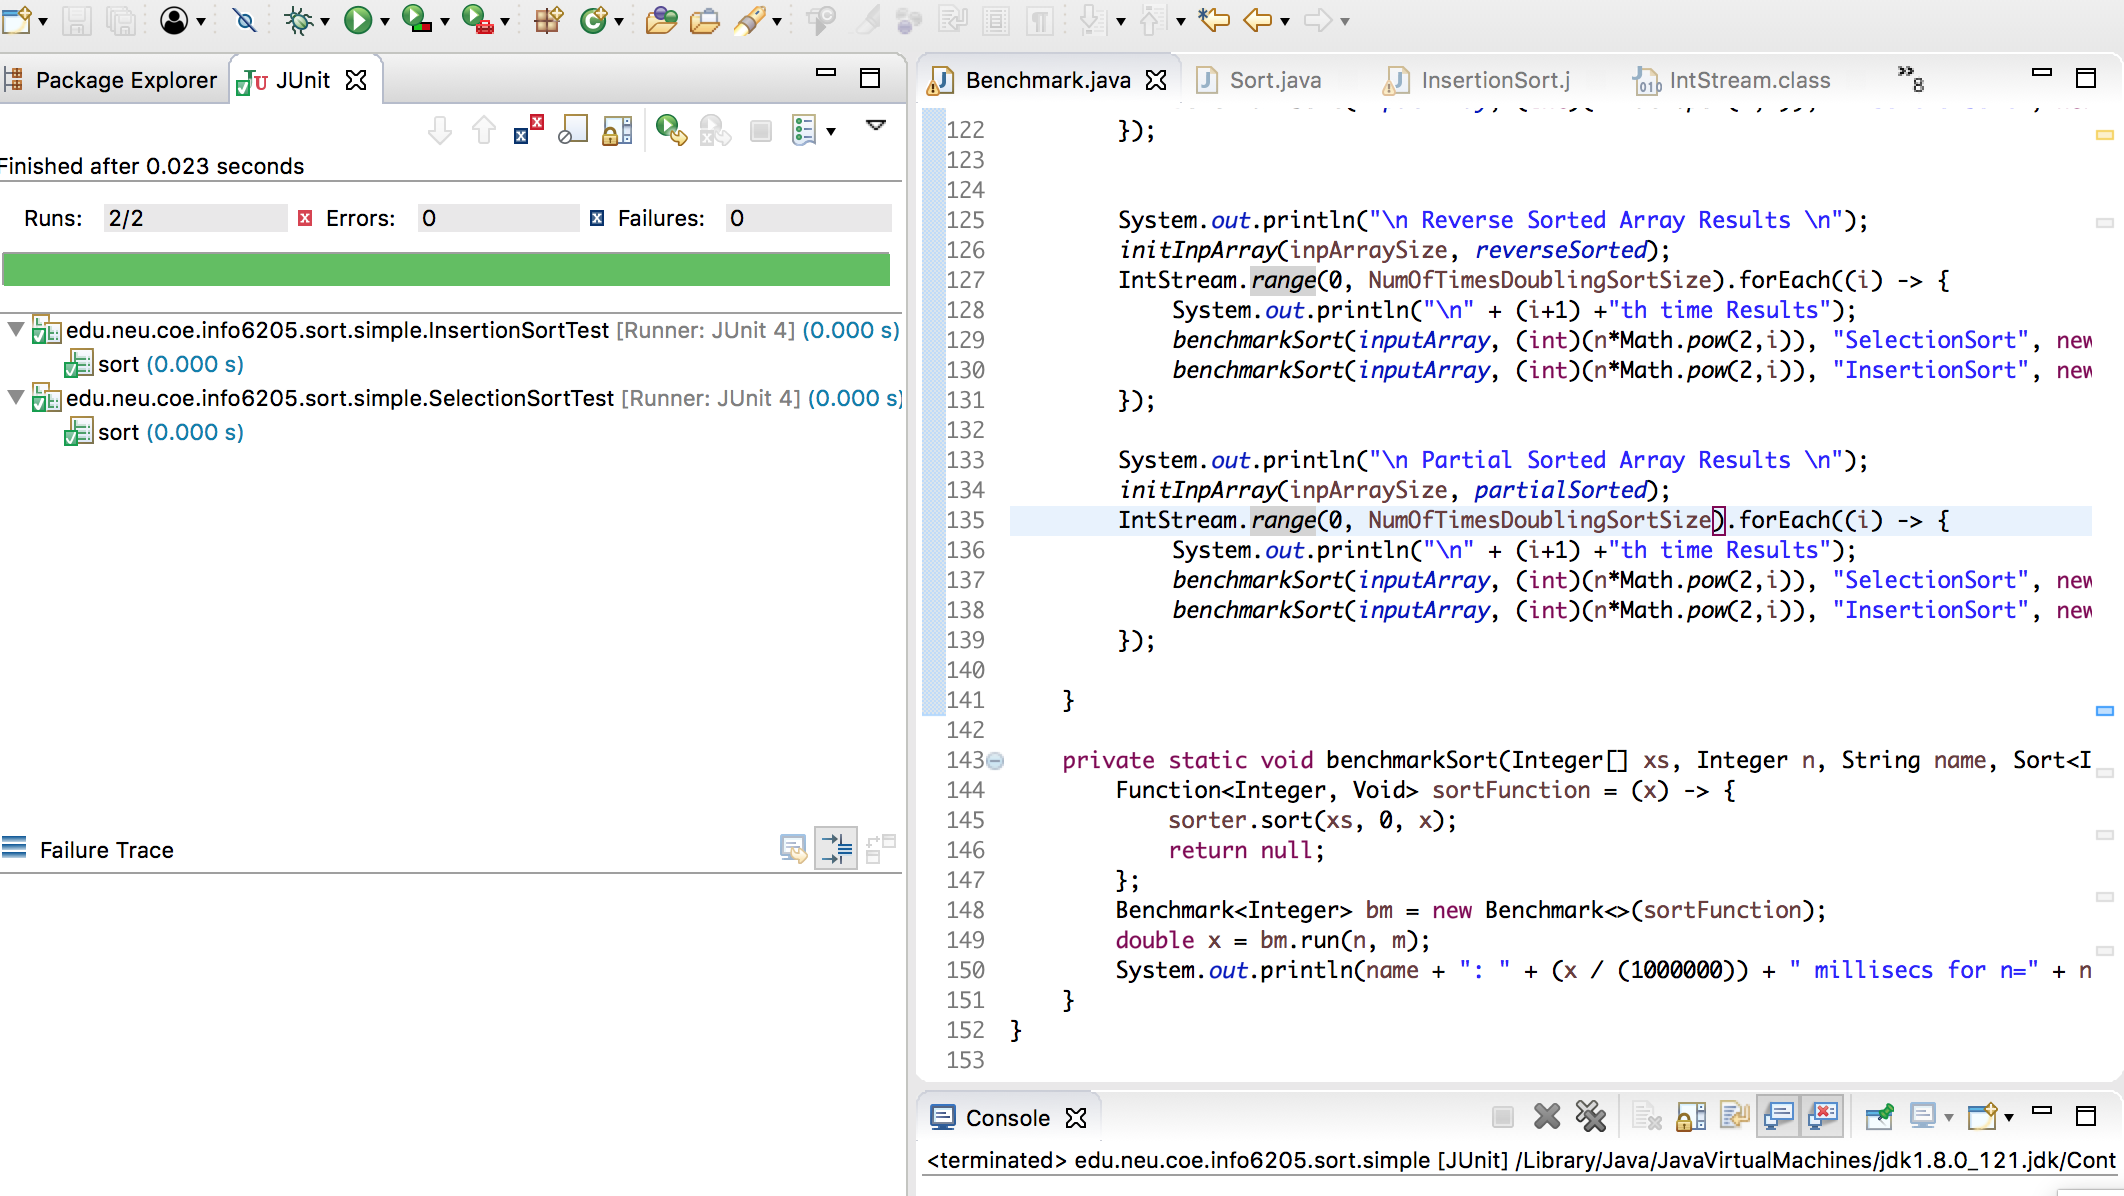 Package Explorer
JUnit
Finished after 0.023 seconds
Runs: 2/2
Errors: 0
Failures: 0
edu.neu.coe.info6205.sort.simple.InsertionSortTest [Runner: JUnit 4] (0.000 s)
sort (0.000 s)
edu.neu.coe.info6205.sort.simple.SelectionSortTest [Runner: JUnit 4] (0.000 s)
sort (0.000 s)
Failure Trace
Benchmark.java
Sort.java
InsertionSort.j
IntStream.class
8
122 });
123
124
125 System.out.println("\n Reverse Sorted Array Results \n");
126 initInpArray(inpArraySize, reverseSorted);
127 IntStream.range(0, NumOfTimesDoublingSortSize).forEach((i) -> {
128 System.out.println("\n" + (i+1) +"th time Results");
129 benchmarkSort(inputArray, (int)(n*Math.pow(2,i)), "SelectionSort", new
130 benchmarkSort(inputArray, (int)(n*Math.pow(2,i)), "InsertionSort", new
131 });
132
133 System.out.println("\n Partial Sorted Array Results \n");
134 initInpArray(inpArraySize, partialSorted);
135 IntStream.range(0, NumOfTimesDoublingSortSize).forEach((i) -> {
136 System.out.println("\n" + (i+1) +"th time Results");
137 benchmarkSort(inputArray, (int)(n*Math.pow(2,i)), "SelectionSort", new
138 benchmarkSort(inputArray, (int)(n*Math.pow(2,i)), "InsertionSort", new
139 });
140
141 }
142
143 private static void benchmarkSort(Integer[] xs, Integer n, String name, Sort<I
144 Function<Integer, Void> sortFunction = (x) -> {
145 sorter.sort(xs, 0, x);
146 return null;
147 };
148 Benchmark<Integer> bm = new Benchmark<>(sortFunction);
149 double x = bm.run(n, m);
150 System.out.println(name + ": " + (x / (1000000)) + " millisecs for n=" + n
151 }
152 }
153
Console
<terminated> edu.neu.coe.info6205.sort.simple [JUnit] /Library/Java/JavaVirtualMachines/jdk1.8.0_121.jdk/Cont